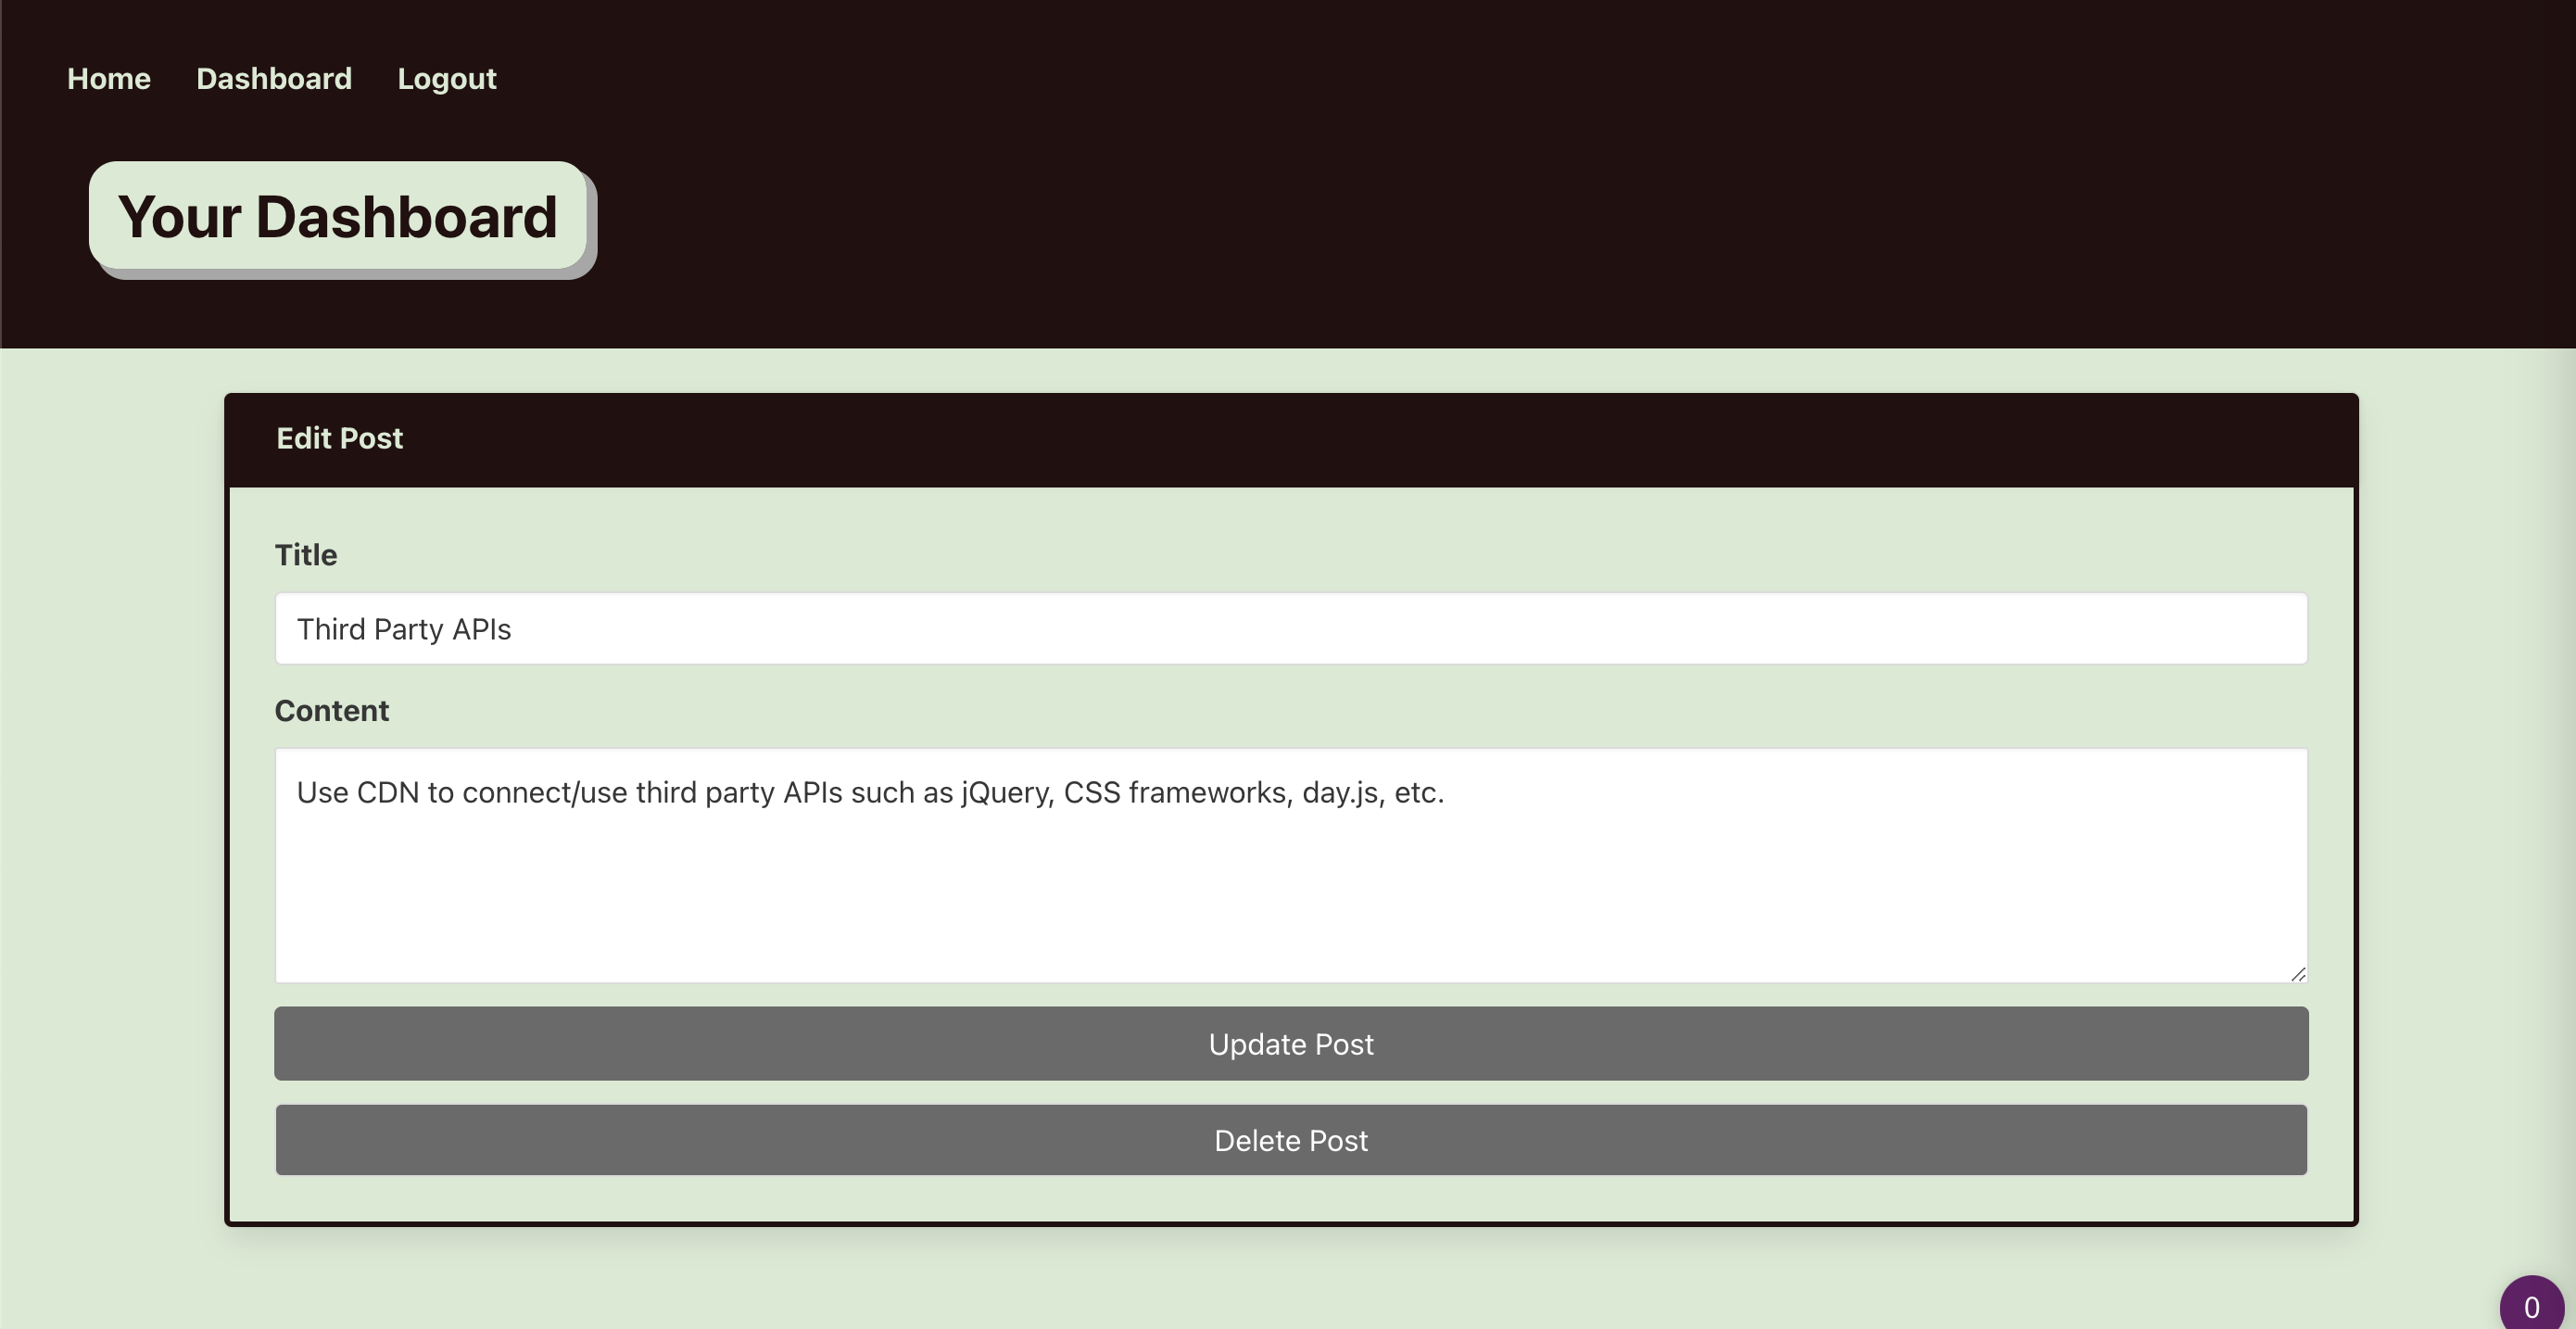 Home Dashboard Logout
Your Dashboard
Edit Post
Title
Third Party APIs
Content
Use CDN to connect/use third party APIs such as jQuery, CSS frameworks, day.js, etc.
Update Post
Delete Post
0